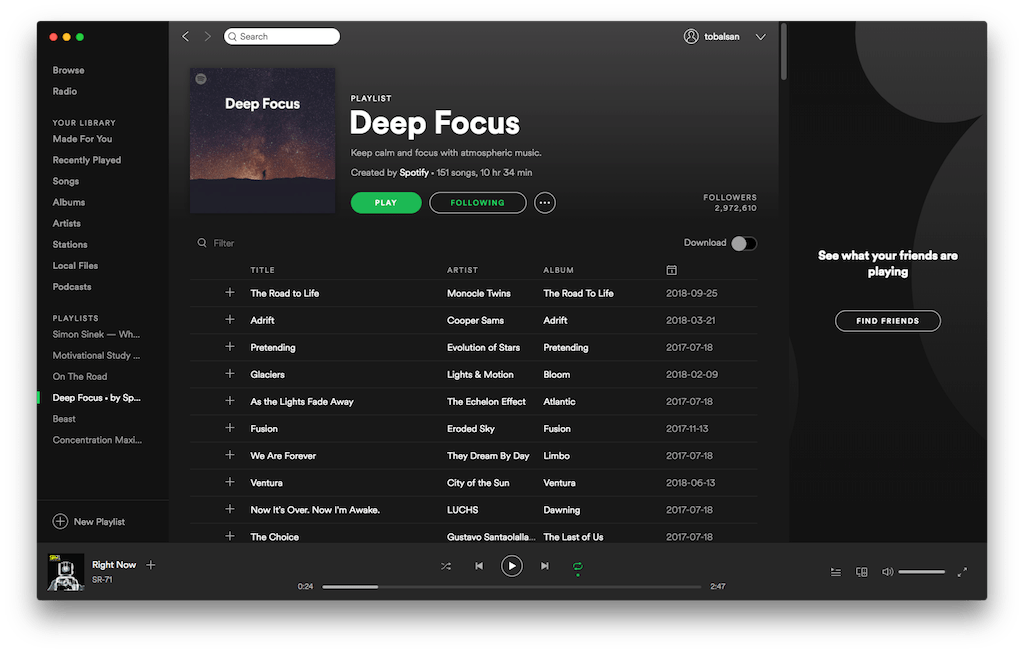 Search
tobalsan
Browse
Radio
YOUR LIBRARY
Made For You
Recently Played
Songs
Albums
Artists
Stations
Local Files
Podcasts
PLAYLISTS
Simon Sinek — Wh...
Motivational Study ...
On The Road
Deep Focus • by Sp...
Beast
Concentration Maxi...
New Playlist
Deep Focus
PLAYLIST
Deep Focus
Keep calm and focus with atmospheric music.
Created by Spotify • 151 songs, 10 hr 34 min
PLAY FOLLOWING
FOLLOWERS
2,972,610
Filter Download
TITLE ARTIST ALBUM
The Road to Life Monocle Twins The Road To Life 2018-09-25
Adrift Cooper Sams Adrift 2018-03-21
Pretending Evolution of Stars Pretending 2017-07-18
Glaciers Lights & Motion Bloom 2018-02-09
As the Lights Fade Away The Echelon Effect Atlantic 2017-07-18
Fusion Eroded Sky Fusion 2017-11-13
We Are Forever They Dream By Day Limbo 2017-07-18
Ventura City of the Sun Ventura 2018-06-13
Now It's Over. Now I'm Awake. LUCHS Dawning 2017-07-18
The Choice Gustavo Santaolalla... The Last of Us 2017-07-18
See what your friends are
playing
FIND FRIENDS
Right Now
SR-71
0:24 2:47